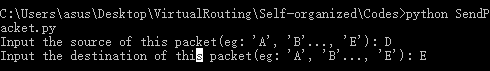 C:\Users\asus\Desktop\VirtualRouting\Self-organized\Codes>python SendP
acket.py
Input the source of this packet(eg: 'A', 'B'..., 'E'): D
Input the destination of this packet(eg: 'A', 'B'..., 'E'): E